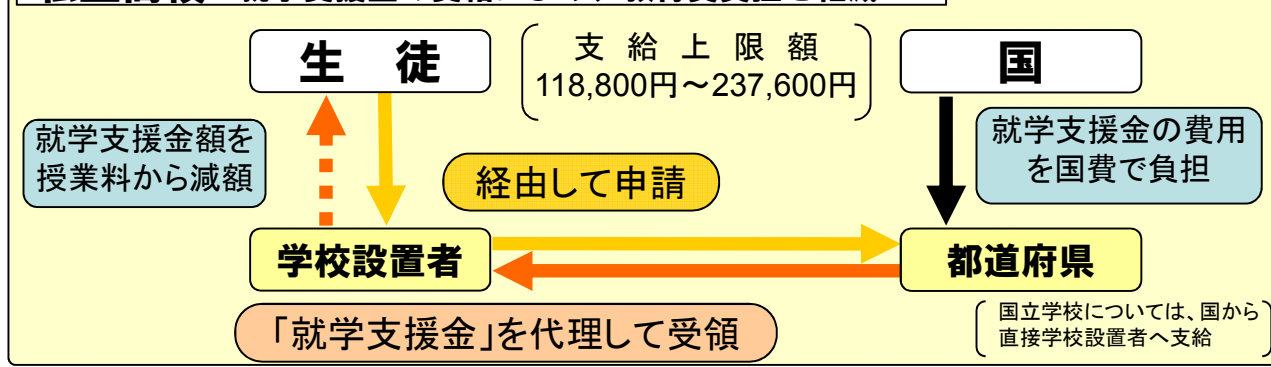 支給上限額
118,800円～237,600円
生徒
国
就学支援金額を
授業料から減額
就学支援金の費用
を国費で負担
経由して申請
学校設置者
都道府県
「就学支援金」を代理して受領
国立学校については、国から
直接学校設置者へ支給